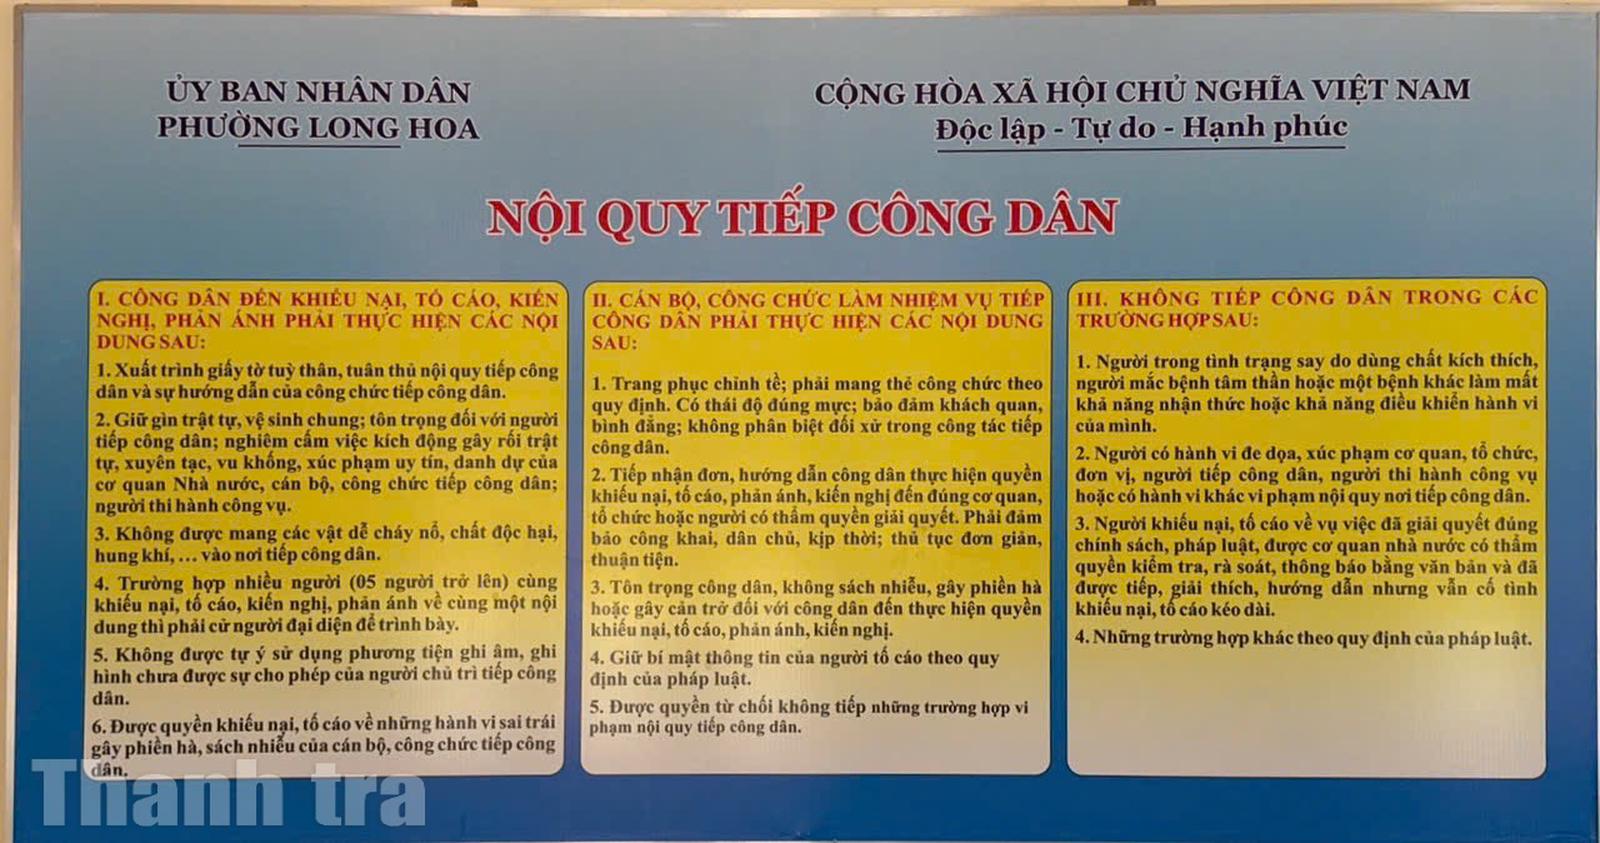 ỦY BAN NHÂN DÂN
PHƯỜNG LONG HOA
CỘNG HÒA XÃ HỘI CHỦ NGHĨA VIỆT NAM
Độc lập - Tự do - Hạnh phúc
NỘI QUY TIẾP CÔNG DÂN
I. CÔNG DÂN ĐẾN KHIẾU NẠI, TỐ CÁO, KIẾN
NGHỊ, PHẢN ÁNH PHẢI THỰC HIỆN CÁC NỘI
DUNG SAU:
1. Xuất trình giấy tờ tuỳ thân, tuân thủ nội quy tiếp công
dân và sự hướng dẫn của công chức tiếp công dân.
2. Giữ gìn trật tự, vệ sinh chung; tôn trọng đối với người
tiếp công dân; nghiệm cấm việc kích động gây rối trật
tự, xuyên tạc, vu khống, xúc phạm uy tín, danh dự của
cơ quan Nhà nước, cán bộ, công chức tiếp công dân;
người thi hành công vụ.
3. Không được mang các vật dễ cháy nổ, chất độc hại,
hung khí, ... vào nơi tiếp công dân.
4. Trường hợp nhiều người (05 người trở lên) cùng
khiếu nại, tố cáo, kiến nghị, phản ánh về cùng một nội
dung thì phải cử người đại diện để trình bày.
5. Không được tự ý sử dụng phương tiện ghi âm, ghi
hình chưa được sự cho phép của người chủ trì tiếp công
dân.
6. Được quyền khiếu nại, tố cáo về những hành vi sai trái
gây phiền hà, sách nhiễu của cán bộ, công chức tiếp công
dân.
II. CÁN BỘ, CÔNG CHỨC LÀM NHIỆM VỤ TIẾP
CÔNG DÂN PHẢI THỰC HIỆN CÁC NỘI DUNG
SAU:
1. Trang phục chỉnh tề; phải mang thẻ công chức theo
quy định. Có thái độ đúng mực; bảo đảm khách quan,
bình đẳng; không phân biệt đối xử trong công tác tiếp
công dân.
2. Tiếp nhận đơn, hướng dẫn công dân thực hiện quyền
khiếu nại, tố cáo, phản ánh, kiến nghị đến đúng cơ quan,
tổ chức hoặc người có thẩm quyền giải quyết. Phải đảm
bảo công khai, dân chủ, kịp thời; thủ tục đơn giản,
thuận tiện.
3. Tôn trọng công dân, không sách nhiễu, gây phiền hà
hoặc gây cản trở đối với công dân đến thực hiện quyền
khiếu nại, tố cáo, phản ánh, kiến nghị.
4. Giữ bí mật thông tin của người tố cáo theo quy
định của pháp luật.
5. Được quyền từ chối không tiếp những trường hợp vi
phạm nội quy tiếp công dân.
III. KHÔNG TIẾP CÔNG DÂN TRONG CÁC
TRƯỜNG HỢP SAU:
1. Người trong tình trạng say do dùng chất kích thích,
người mắc bệnh tâm thần hoặc một bệnh khác làm mất
khả năng nhận thức hoặc khả năng điều khiển hành vi
của mình.
2. Người có hành vi đe dọa, xúc phạm cơ quan, tổ chức,
đơn vị, người tiếp công dân, người thi hành công vụ
hoặc có hành vi khác vi phạm nội quy nơi tiếp công dân.
3. Người khiếu nại, tố cáo về vụ việc đã giải quyết đúng
chính sách, pháp luật, được cơ quan nhà nước có thẩm
quyền kiểm tra, rà soát, thông báo bằng văn bản và đã
được tiếp, giải thích, hướng dẫn nhưng vẫn cố tình
khiếu nại, tố cáo kéo dài.
4. Những trường hợp khác theo quy định của pháp luật.
Thanh tra